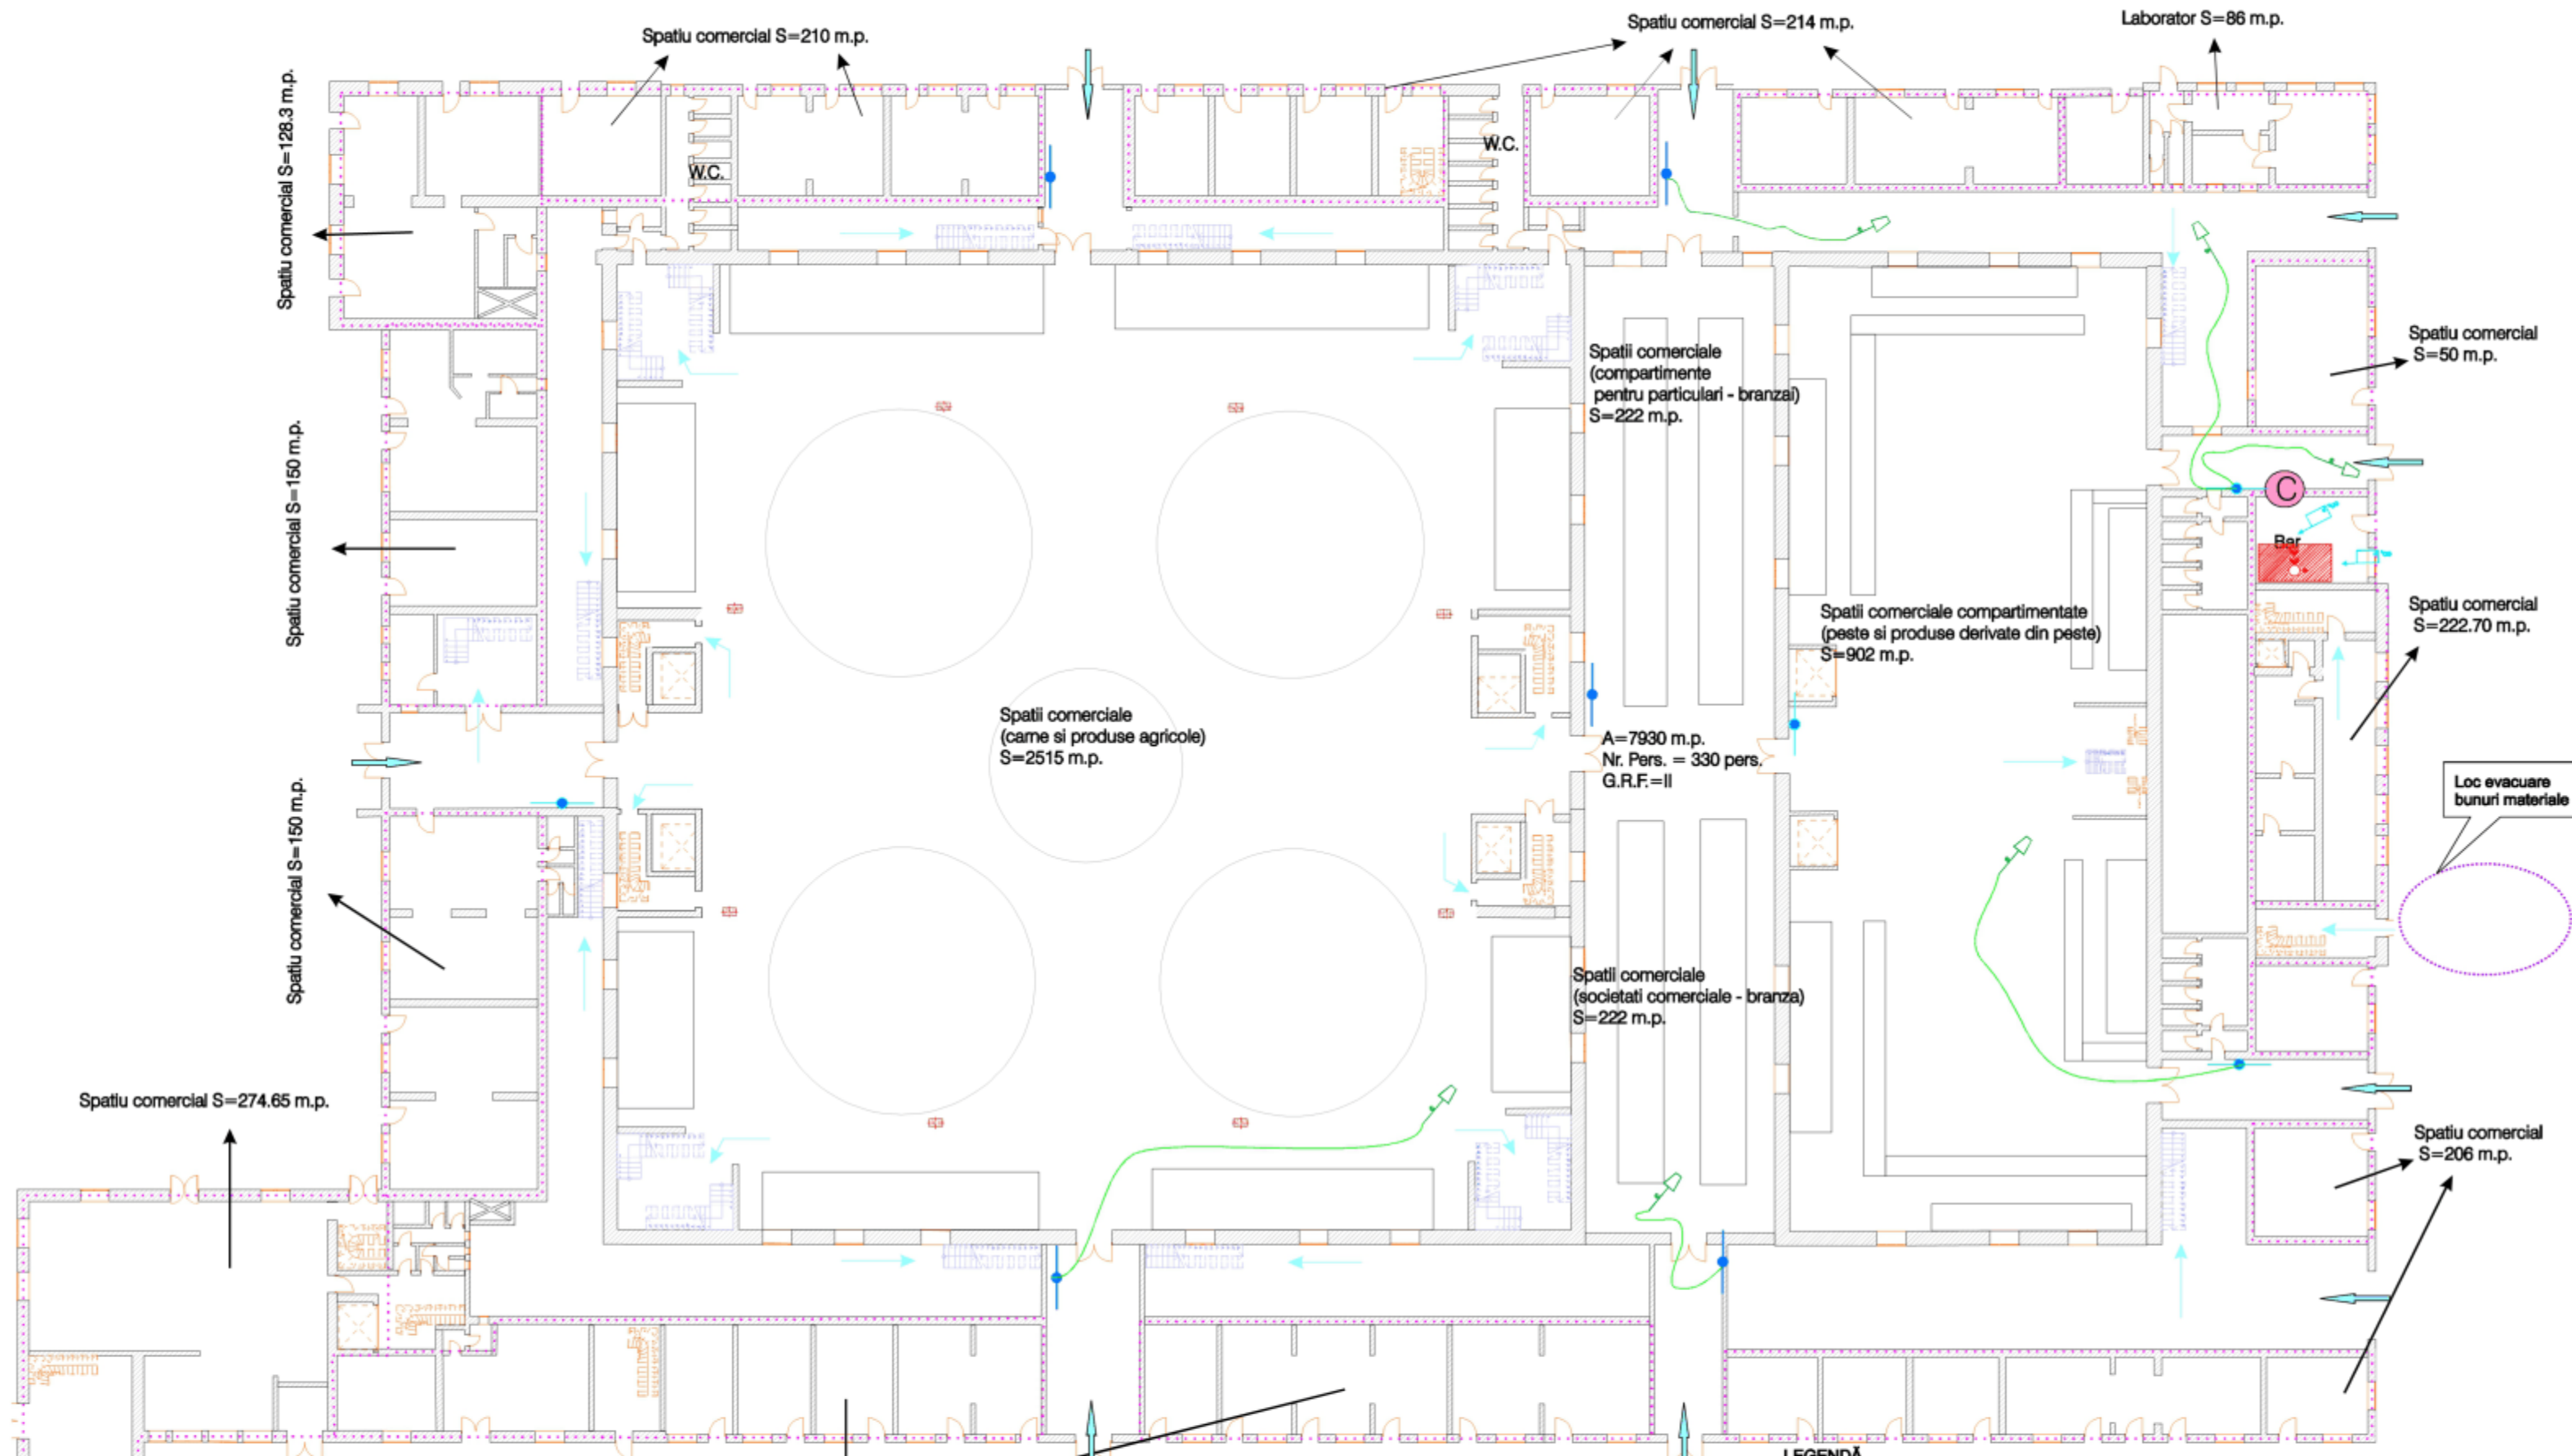 Spatiu comercial S=210 m.p.
Spatiu comercial S=214 m.p.
Laborator S=86 m.p.
Spatiu comercial S=128.3 m.p.
W.C.
W.C.
Spatiu comercial
S=50 m.p.
Spatii comerciale
(compartimente
pentru particulari - branzai)
S=222 m.p.
Spatiu comercial S=150 m.p.
C
Bar
Spatii comerciale compartimentate
(peste si produse derivate din peste)
S=902 m.p.
Spatiu comercial
S=222.70 m.p.
Spatii comerciale
(carne si produse agricole)
S=2515 m.p.
A=7930 m.p.
Nr. Pers. = 330 pers.
G.R.F.=II
Loc evacuare
bunuri materiale
Spatiu comercial S=150 m.p.
Spatii comerciale
(societati comerciale - branza)
S=222 m.p.
Spatiu comercial S=274.65 m.p.
Spatiu comercial
S=206 m.p.
LEGENDĂ